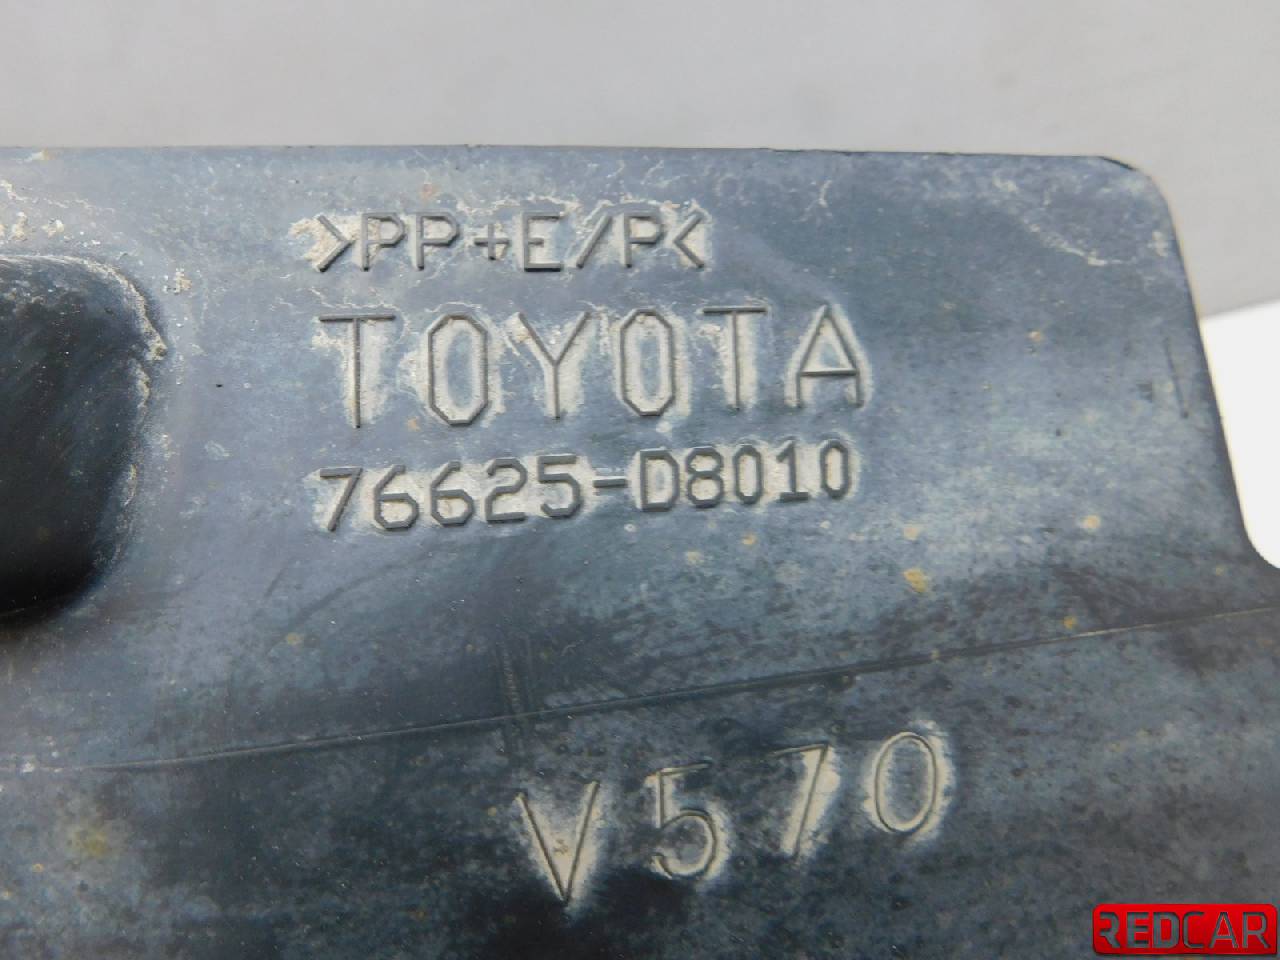 >PP+E/P<
TOYOTA
76625-D8010
V570
REDCAR